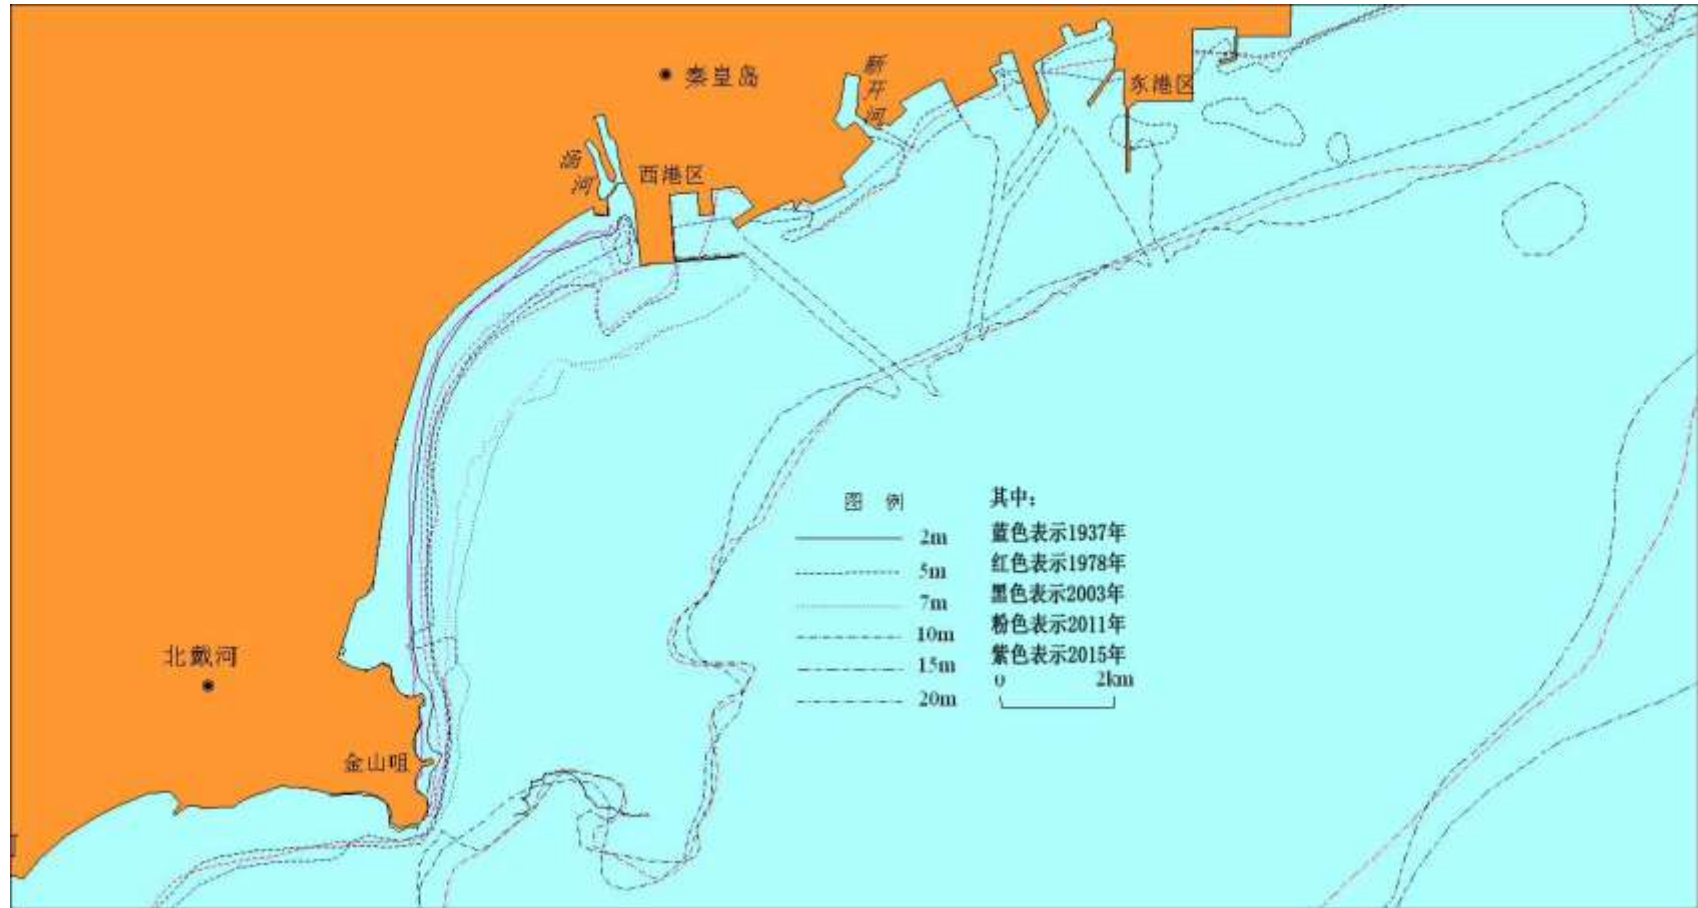 秦皇岛
新开河
东港区
汤河
西港区
图 例
其中:
2m
蓝色表示1937年
5m
红色表示1978年
7m
黑色表示2003年
10m
粉色表示2011年
15m
紫色表示2015年
0 2km
20m
北戴河
金山咀